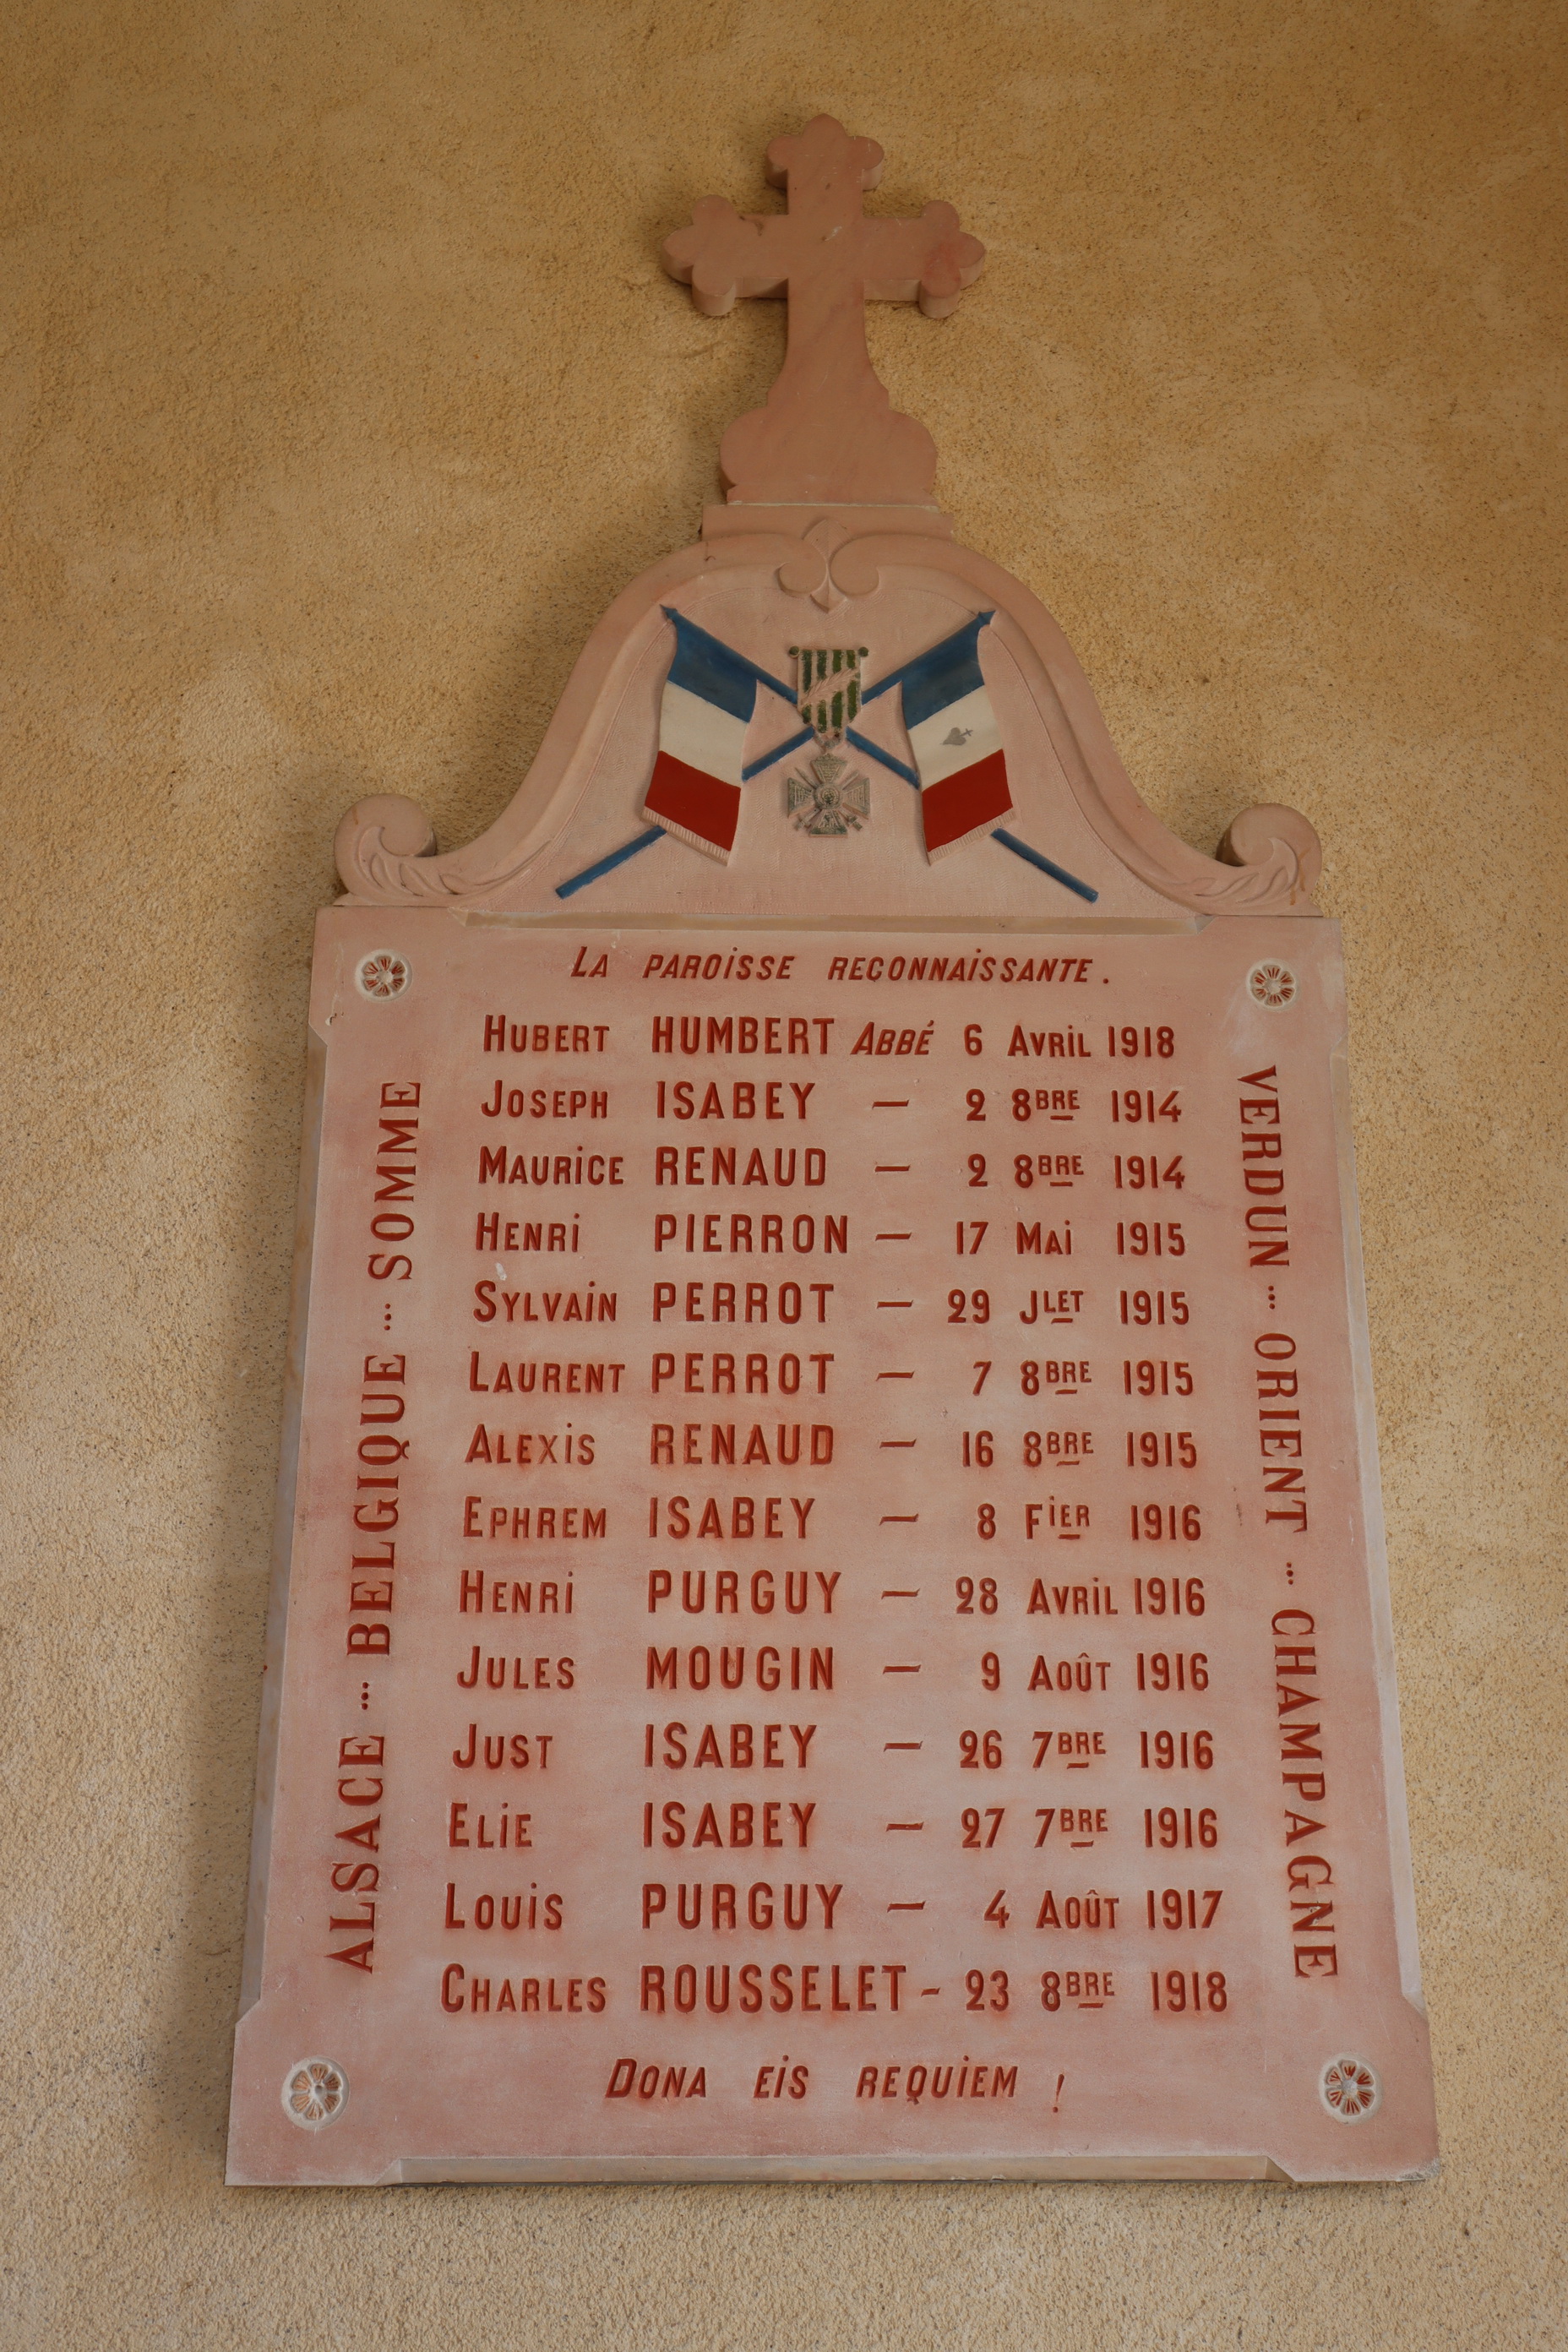 La paroisse reconnaissante.
Hubert HUMBERT Abbé 6 Avril 1918
Joseph ISABEY — 2 8BRE 1914
Maurice RENAUD — 2 8BRE 1914
Henri PIERRON — 17 Mai 1915
Sylvain PERROT — 29 JLET 1915
Laurent PERROT — 7 8BRE 1915
Alexis RENAUD — 16 8BRE 1915
Ephrem ISABEY — 8 FIER 1916
Henri PURGUY — 28 Avril 1916
Jules MOUGIN — 9 Août 1916
Just ISABEY — 26 7BRE 1916
Elie ISABEY — 27 7BRE 1916
Louis PURGUY — 4 Août 1917
Charles ROUSSELET - 23 8BRE 1918
Dona eis requiem !
ALSACE ... BELGIQUE ... SOMME
VERDUN ... ORIENT ... CHAMPAGNE